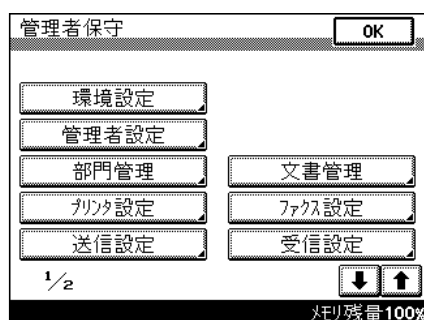 管理者保守
OK
環境設定
管理者設定
部門管理
文書管理
ﾌﾟﾘﾝﾀ設定
ﾌｧｸｽ設定
送信設定
受信設定
1/2
ﾒﾓﾘ残量100%